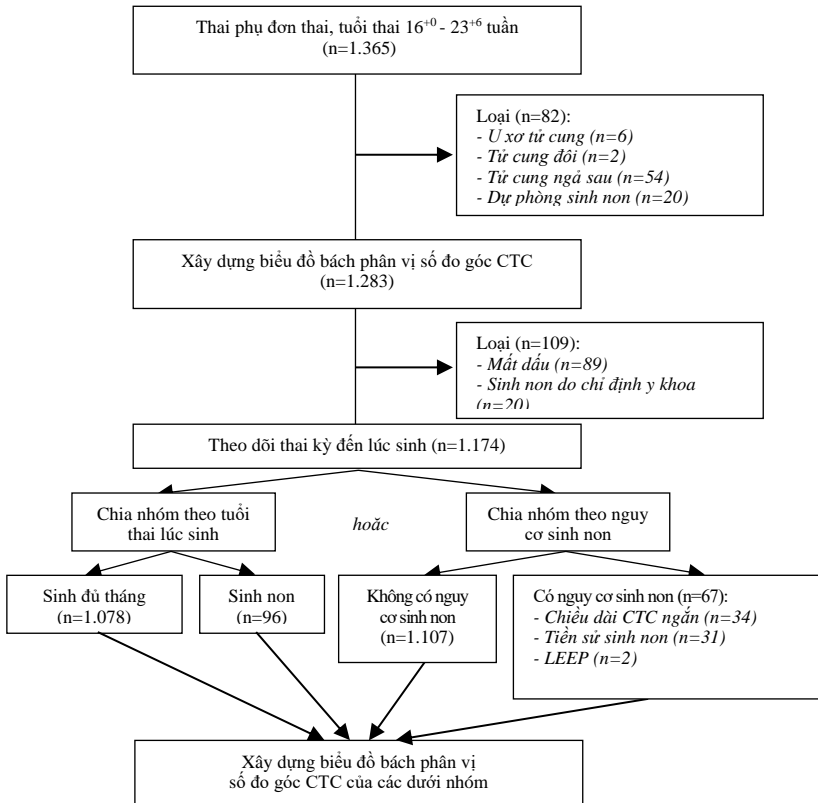 Thai phụ đơn thai, tuổi thai 16+0 - 23+6 tuần
(n=1.365)
Loại (n=82):
- U xơ tử cung (n=6)
- Tử cung đôi (n=2)
- Tử cung ngả sau (n=54)
- Dự phòng sinh non (n=20)
Xây dựng biểu đồ bách phân vị số đo góc CTC
(n=1.283)
Loại (n=109):
- Mất dấu (n=89)
- Sinh non do chỉ định y khoa
(n=20)
Theo dõi thai kỳ đến lúc sinh (n=1.174)
Chia nhóm theo tuổi
thai lúc sinh
hoặc
Chia nhóm theo nguy
cơ sinh non
Sinh đủ tháng
(n=1.078)
Sinh non
(n=96)
Không có nguy
cơ sinh non
(n=1.107)
Có nguy cơ sinh non (n=67):
- Chiều dài CTC ngắn (n=34)
- Tiền sử sinh non (n=31)
- LEEP (n=2)
Xây dựng biểu đồ bách phân vị
số đo góc CTC của các dưới nhóm